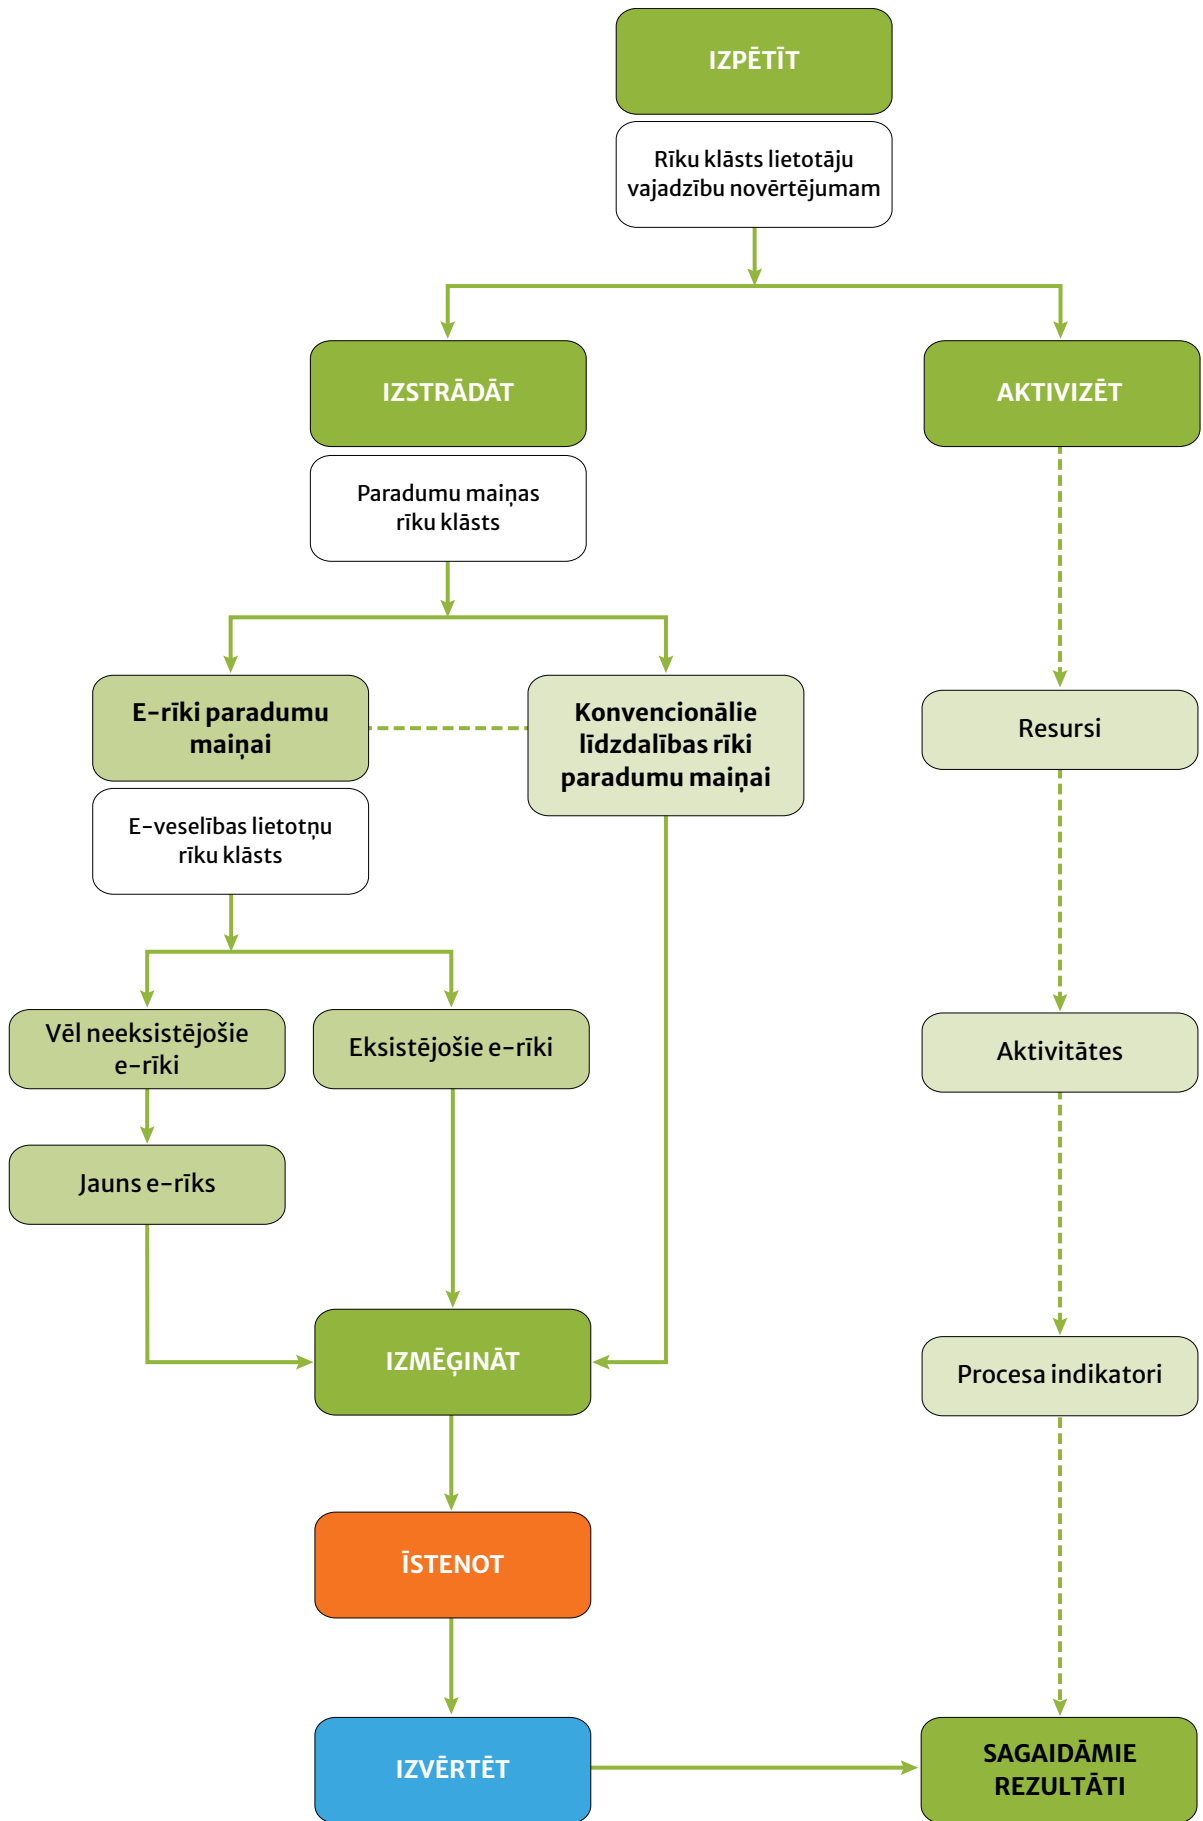 IZPĒTĪT
Rīku klāsts lietotāju
vajadzību novērtējumam
IZSTRĀDĀT
AKTIVIZĒT
Paradumu maiņas
rīku klāsts
E-rīki paradumu
maiņai
Konvencionālie
līdzdalības rīki
paradumu maiņai
Resursi
E-veselības lietotņu
rīku klāsts
Vēl neeksistējošie
e-rīki
Eksistējošie e-rīki
Aktivitātes
Jauns e-rīks
IZMĒĢINĀT
Procesa indikatori
ĪSTENOT
IZVĒRTĒT
SAGAIDĀMIE
REZULTĀTI